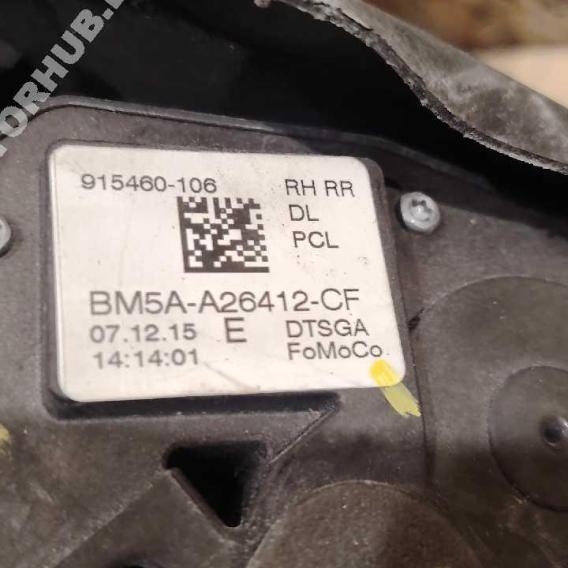 915460-106 RH RR
DL
PCL
BM5A-A26412-CF
07.12.15 E DTSGA
14:14:01 FoMoCo